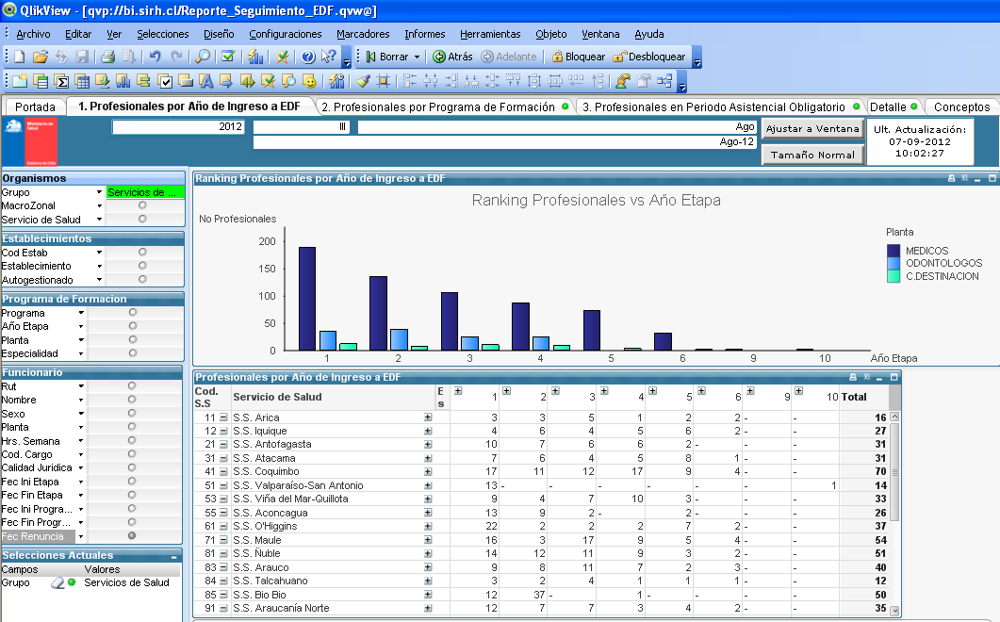 QlikView - [qvp://bi.sirh.cl/Reporte_Seguimiento_EDF.qvw@]
Archivo Editar Ver Selecciones Diseño Configuraciones Marcadores Informes Herramientas Objeto Ventana Ayuda
Borrar Atrás Adelante Bloquear Desbloquear
Portada 1. Profesionales por Año de Ingreso a EDF 2. Profesionales por Programa de Formación 3. Profesionales en Periodo Asistencial Obligatorio Detalle Conceptos
Ministerio de Salud
Gobierno de Chile
2012 III Ago
Ago-12
Ajustar a Ventana
Tamaño Normal
Ult. Actualización:
07-09-2012
10:02:27
Organismos
Grupo Servicios de ...
MacroZonal
Servicio de Salud
Establecimientos
Cod Estab
Establecimiento
Autogestionado
Programa de Formacion
Programa
Año Etapa
Planta
Especialidad
Funcionario
Rut
Nombre
Sexo
Planta
Hrs. Semana
Cod. Cargo
Calidad Juridica
Fec Ini Etapa
Fec Fin Etapa
Fec Ini Progra...
Fec Fin Progr...
Fec Renuncia
Selecciones Actuales
Campos Valores
Grupo Servicios de Salud
Ranking Profesionales por Año de Ingreso a EDF XL
Ranking Profesionales vs Año Etapa
No Profesionales
200
150
100
50
0
1 2 3 4 5 6 9 10 Año Etapa
Planta
MEDICOS
ODONTOLOGOS
C.DESTINACION
Profesionales por Año de Ingreso a EDF XL
Cod. S.S Servicio de Salud Es 1 2 3 4 5 6 9 10 Total
11 S.S. Arica 3 3 5 1 2 2 - - 16
12 S.S. Iquique 4 6 4 5 6 2 - - 27
21 S.S. Antofagasta 10 7 6 6 2 - - - 31
31 S.S. Atacama 7 6 4 5 8 1 - - 31
41 S.S. Coquimbo 17 11 12 17 9 4 - - 70
51 S.S. Valparaíso-San Antonio 13 - - - - - - 1 14
53 S.S. Viña del Mar-Quillota 9 4 7 10 3 - - - 33
55 S.S. Aconcagua 13 9 2 - 2 - - - 26
61 S.S. O'Higgins 22 2 2 2 7 2 - - 37
71 S.S. Maule 16 3 17 9 5 4 - - 54
81 S.S. Ñuble 14 12 11 9 3 2 - - 51
83 S.S. Arauco 9 8 11 7 2 3 - - 40
84 S.S. Talcahuano 3 2 4 1 1 1 - - 12
85 S.S. Bio Bio 12 37 - 1 - - - - 50
91 S.S. Araucanía Norte 12 7 7 3 4 2 - - 35